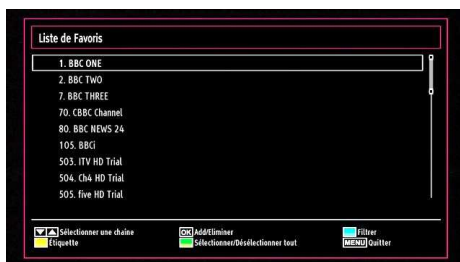 Liste de Favoris
1. BBC ONE
2. BBC TWO
7. BBC THREE
70. CBBC Channel
80. BBC NEWS 24
105. BBCi
503. ITV HD Trial
504. Ch4 HD Trial
505. five HD Trial
Sélectionner une chaine OK Add/Eliminer Filtrer
Etiquette Sélectionner/Désélectionner tout MENU Quitter